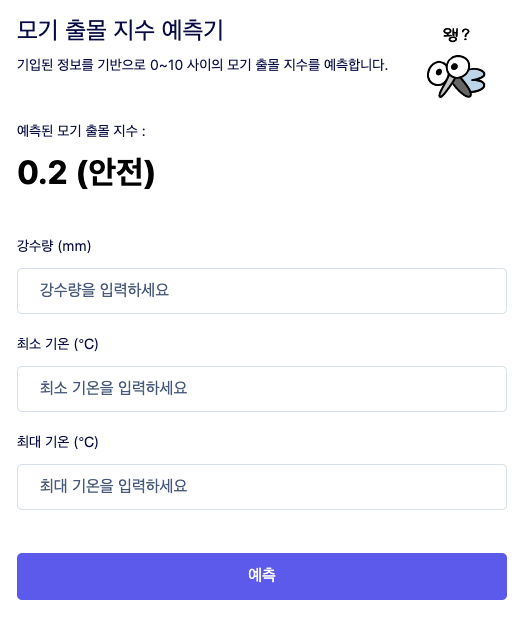 모기 출몰 지수 예측기
왱?
기입된 정보를 기반으로 0~10 사이의 모기 출몰 지수를 예측합니다.
예측된 모기 출몰 지수 :
0.2 (안전)
강수량 (mm)
강수량을 입력하세요
최소 기온 (°C)
최소 기온을 입력하세요
최대 기온 (°C)
최대 기온을 입력하세요
예측